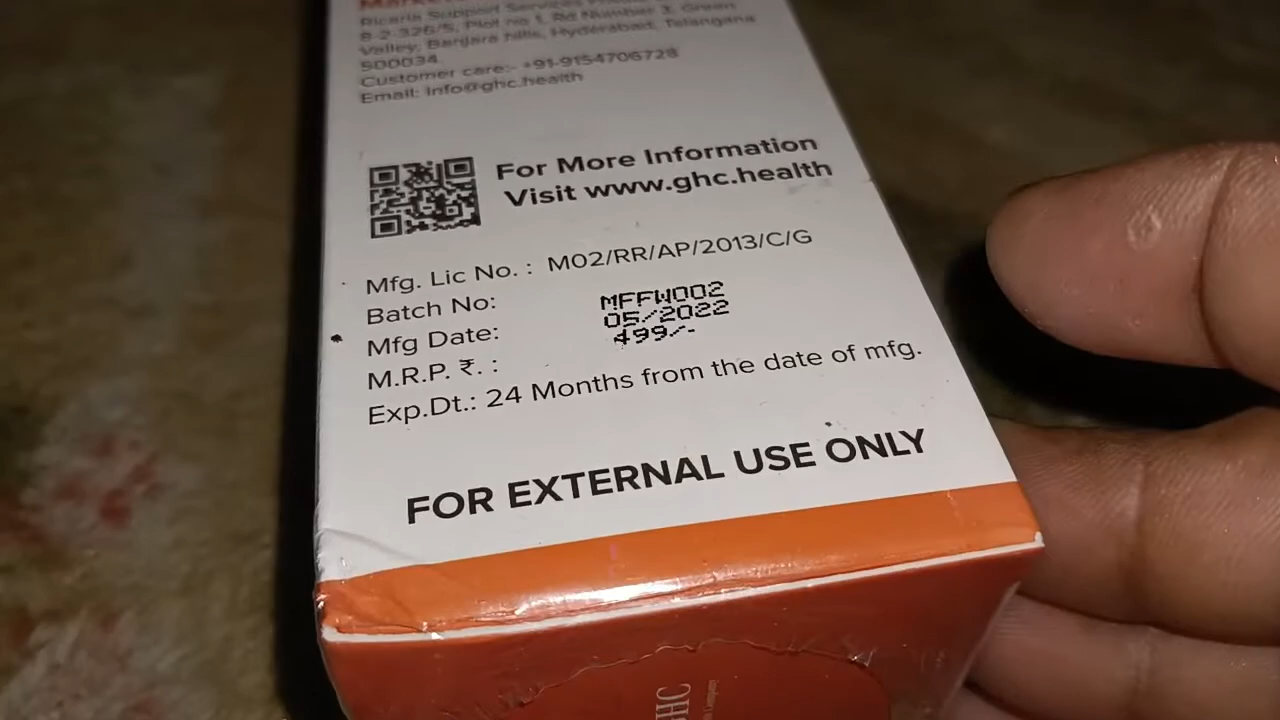 Ricaris Support Services
8-2-326/5, Plot no 1, Rd Number 3, Green
Valley, Banjara hills, Hyderabad, Telangana
500034.
Customer care:- +91-9154706728
Email: Info@ghc.health
For More Information
Visit www.ghc.health
Mfg. Lic No. : M02/RR/AP/2013/C/G
Batch No: MFFW002
Mfg Date: 05/2022
M.R.P. ₹. : 499/-
Exp.Dt.: 24 Months from the date of mfg.
FOR EXTERNAL USE ONLY
GHC